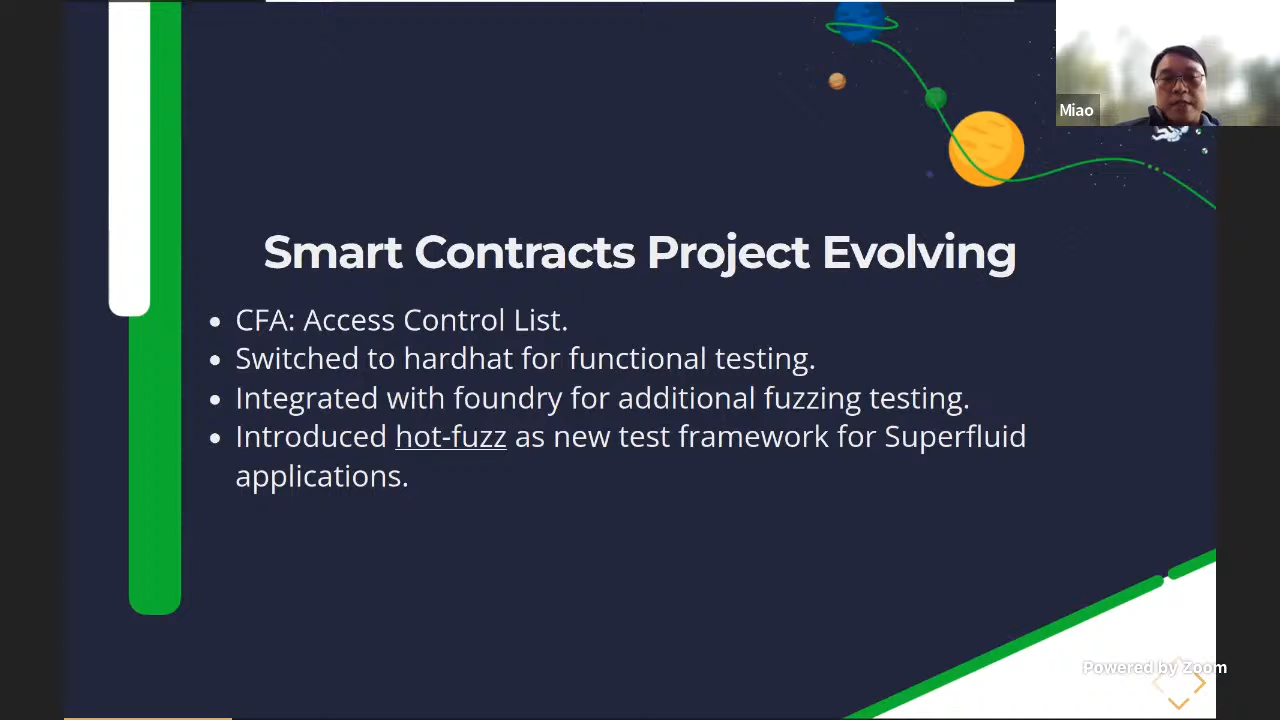 Miao
Smart Contracts Project Evolving
• CFA: Access Control List.
• Switched to hardhat for functional testing.
• Integrated with foundry for additional fuzzing testing.
• Introduced hot-fuzz as new test framework for Superfluid
applications.
Powered by Zoom